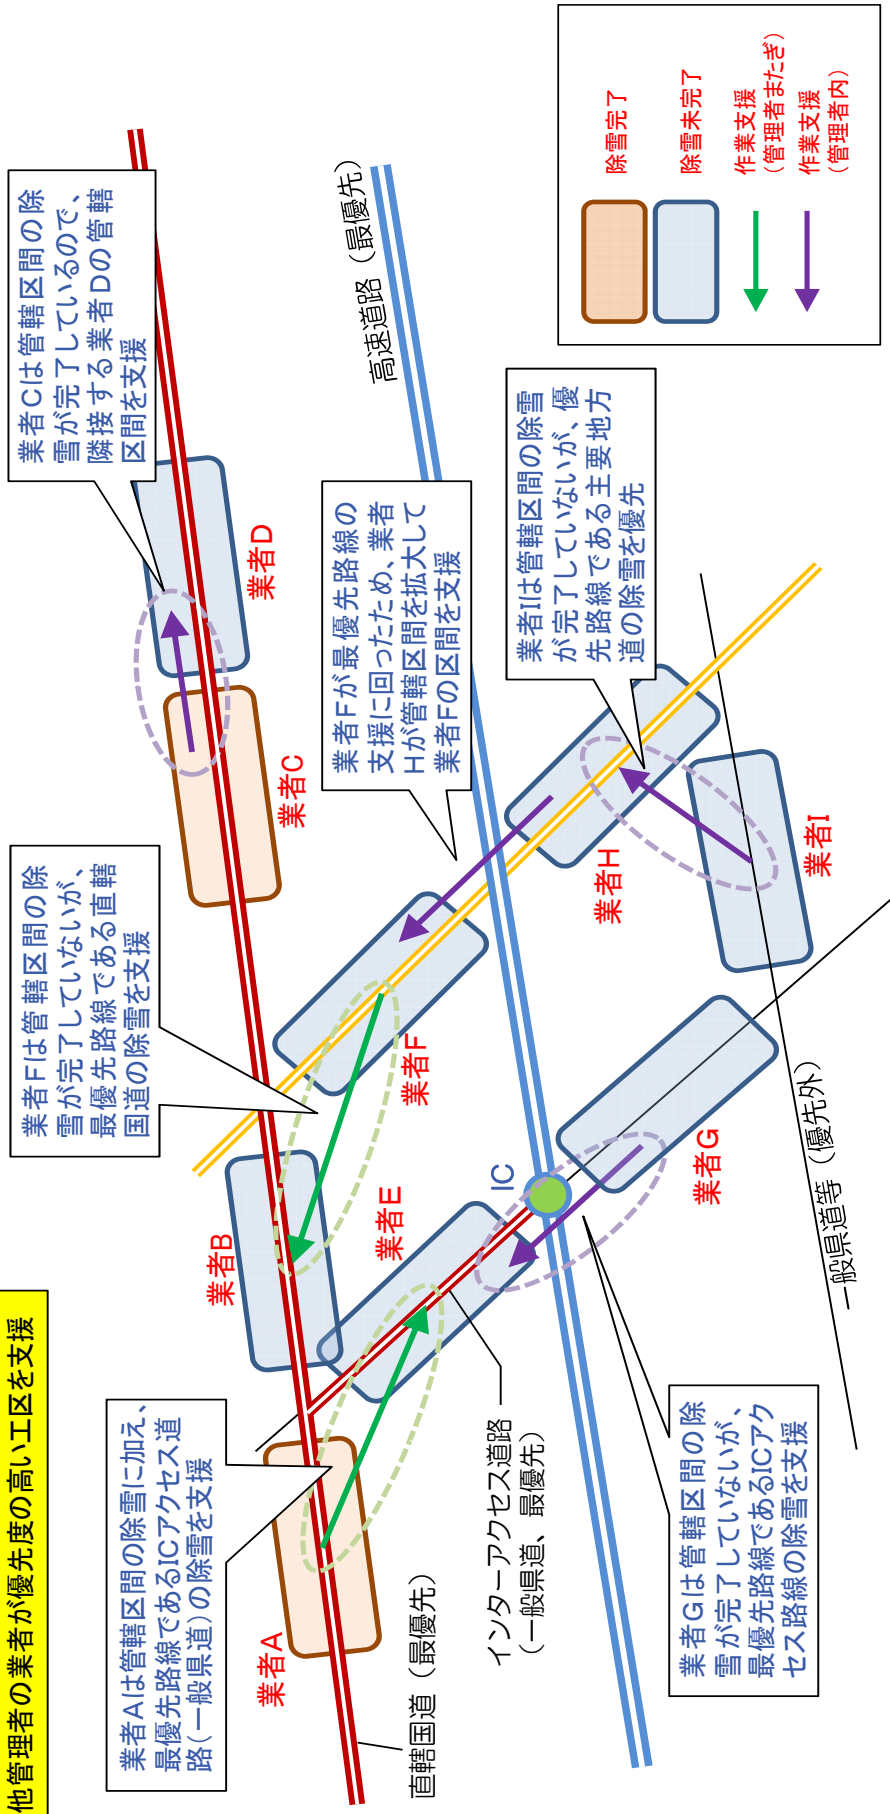 他管理者の業者が優先度の高い工区を支援
業者Aは管轄区間の除雪に加え、
最優先路線であるICアクセス道
路(一般県道)の除雪を支援
業者Fは管轄区間の除
雪が完了していないが、
最優先路線である直轄
国道の除雪を支援
業者Cは管轄区間の除
雪が完了しているので、
隣接する業者Dの管轄
区間を支援
業者A
業者B
業者C
業者D
業者E
業者F
業者Fが最優先路線の
支援に回ったため、業者
Hが管轄区間を拡大して
業者Fの区間を支援
高速道路（最優先）
直轄国道（最優先）
インターアクセス道路
（一般県道、最優先）
IC
業者G
業者H
業者I
業者Iは管轄区間の除雪
が完了していないが、優
先路線である主要地方
道の除雪を優先
業者Gは管轄区間の除
雪が完了していないが、
最優先路線であるICアク
セス路線の除雪を支援
一般県道等（優先外）
除雪完了
除雪未完了
作業支援
（管理者またぎ）
作業支援
（管理者内）